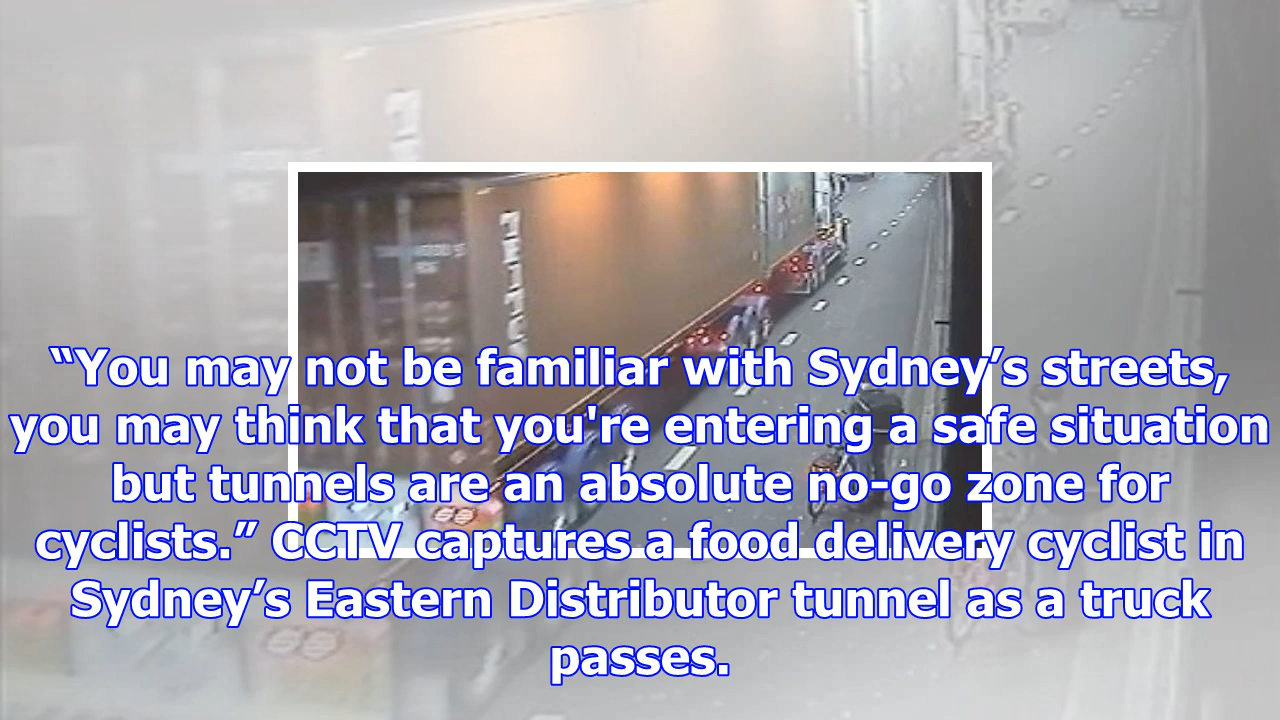 “You may not be familiar with Sydney’s streets,
you may think that you're entering a safe situation
but tunnels are an absolute no-go zone for
cyclists.” CCTV captures a food delivery cyclist in
Sydney’s Eastern Distributor tunnel as a truck
passes.